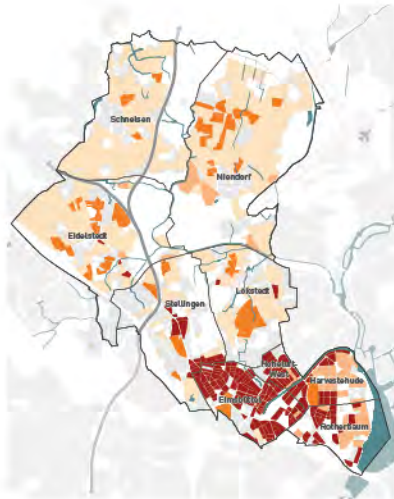 Schnelsen
Niendorf
Eidelstedt
Stellingen
Lokstedt
Hoheluft-
West
Harvestehude
Eimsbüttel
Rotherbaum